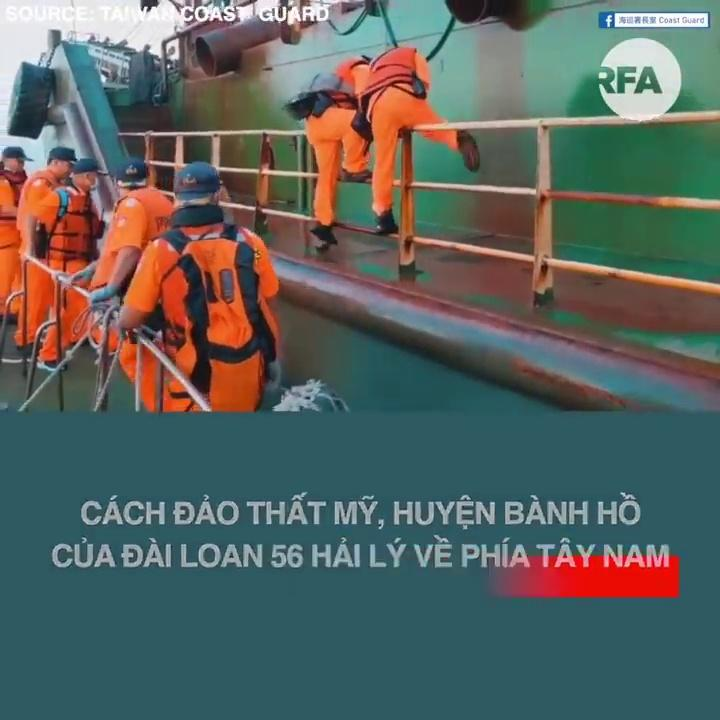 SOURCE: TAIWAN COAST GUARD
海巡署長室 Coast Guard
RFA
CÁCH ĐẢO THẤT MỸ, HUYỆN BÀNH HỒ
CỦA ĐÀI LOAN 56 HẢI LÝ VỀ PHÍA TÂY NAM